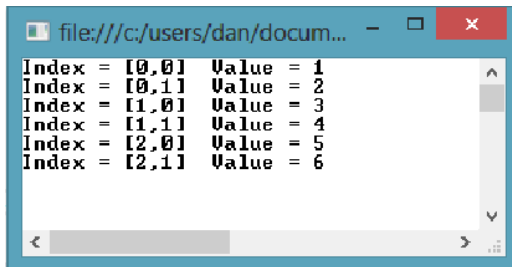 file:///c:/users/dan/docum...
Index = [0,0]  Value = 1
Index = [0,1]  Value = 2
Index = [1,0]  Value = 3
Index = [1,1]  Value = 4
Index = [2,0]  Value = 5
Index = [2,1]  Value = 6